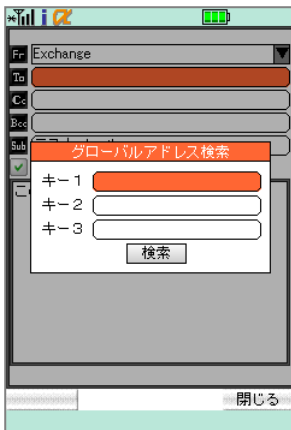 i α
Fr Exchange
To
Cc
Bcc
Sub
グローバルアドレス検索
こ
キー1
キー2
キー3
検索
閉じる